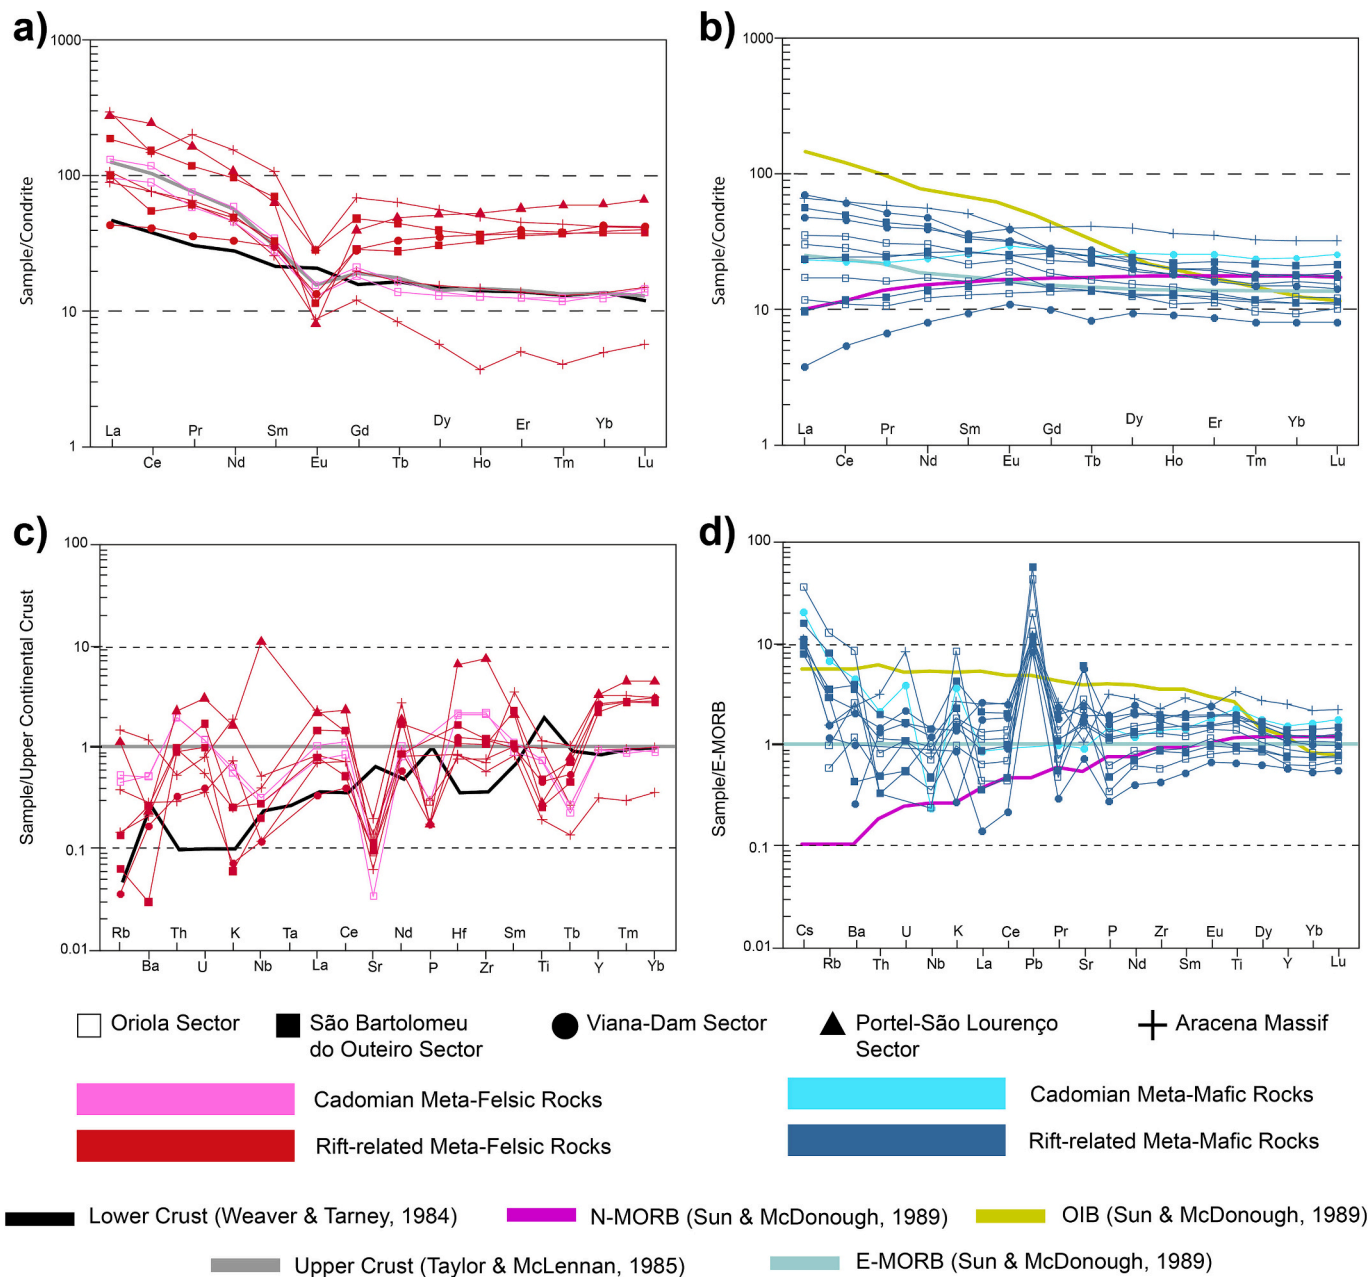 a)
1000
100
10
1
Sample/Condrite
La Pr Sm Gd Dy Er Yb
Ce Nd Eu Tb Ho Tm Lu
b)
1000
100
10
1
Sample/Condrite
La Pr Sm Gd Dy Er Yb
Ce Nd Eu Tb Ho Tm Lu
c)
100
10
1
0.1
0.01
Sample/Upper Continental Crust
Rb Th K Ta Ce Nd Hf Sm Tb Tm
Ba U Nb La Sr P Zr Ti Y Yb
d)
100
10
1
0.1
0.01
Sample/E-MORB
Cs Ba U K Ce Pr P Zr Eu Dy Yb
Rb Th Nb La Pb Sr Nd Sm Ti Y Lu
Oriola Sector
São Bartolomeu
do Outeiro Sector
Viana-Dam Sector
Portel-São Lourenço
Sector
Aracena Massif
Cadomian Meta-Felsic Rocks
Cadomian Meta-Mafic Rocks
Rift-related Meta-Felsic Rocks
Rift-related Meta-Mafic Rocks
Lower Crust (Weaver & Tarney, 1984)
N-MORB (Sun & McDonough, 1989)
OIB (Sun & McDonough, 1989)
Upper Crust (Taylor & McLennan, 1985)
E-MORB (Sun & McDonough, 1989)